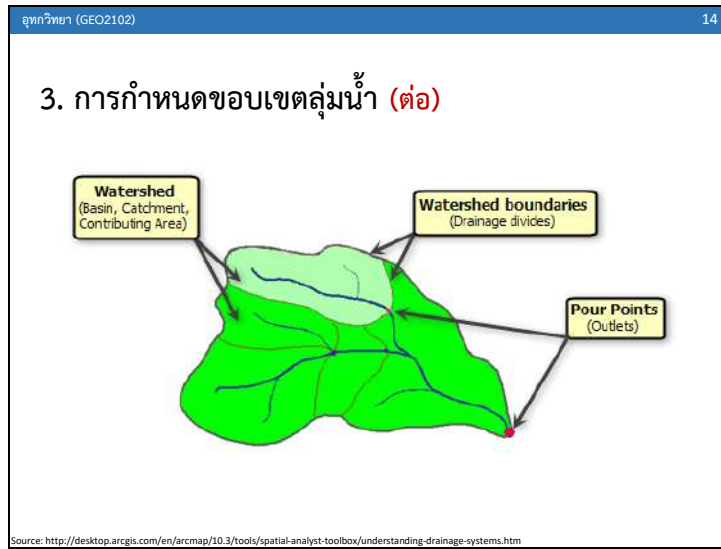 อุทกวิทยา (GEO2102) 14
3. การกำหนดขอบเขตลุ่มน้ำ (ต่อ)
Watershed
(Basin, Catchment,
Contributing Area)
Watershed boundaries
(Drainage divides)
Pour Points
(Outlets)
Source: http://desktop.arcgis.com/en/arcmap/10.3/tools/spatial-analyst-toolbox/understanding-drainage-systems.htm